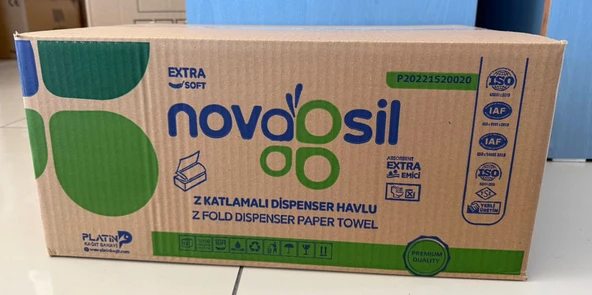 EXTRA
SOFT
P20221520020
novasil
ISO
IAF
IAF
ISO
ABSORBENT
EXTRA
EMİCİ
Z KATLAMALI DİSPENSER HAVLU
Z FOLD DISPENSER PAPER TOWEL
TSE
YERLİ
ÜRETİM
PLATİN
KAĞIT SANAYİ
PREMIUM
QUALITY